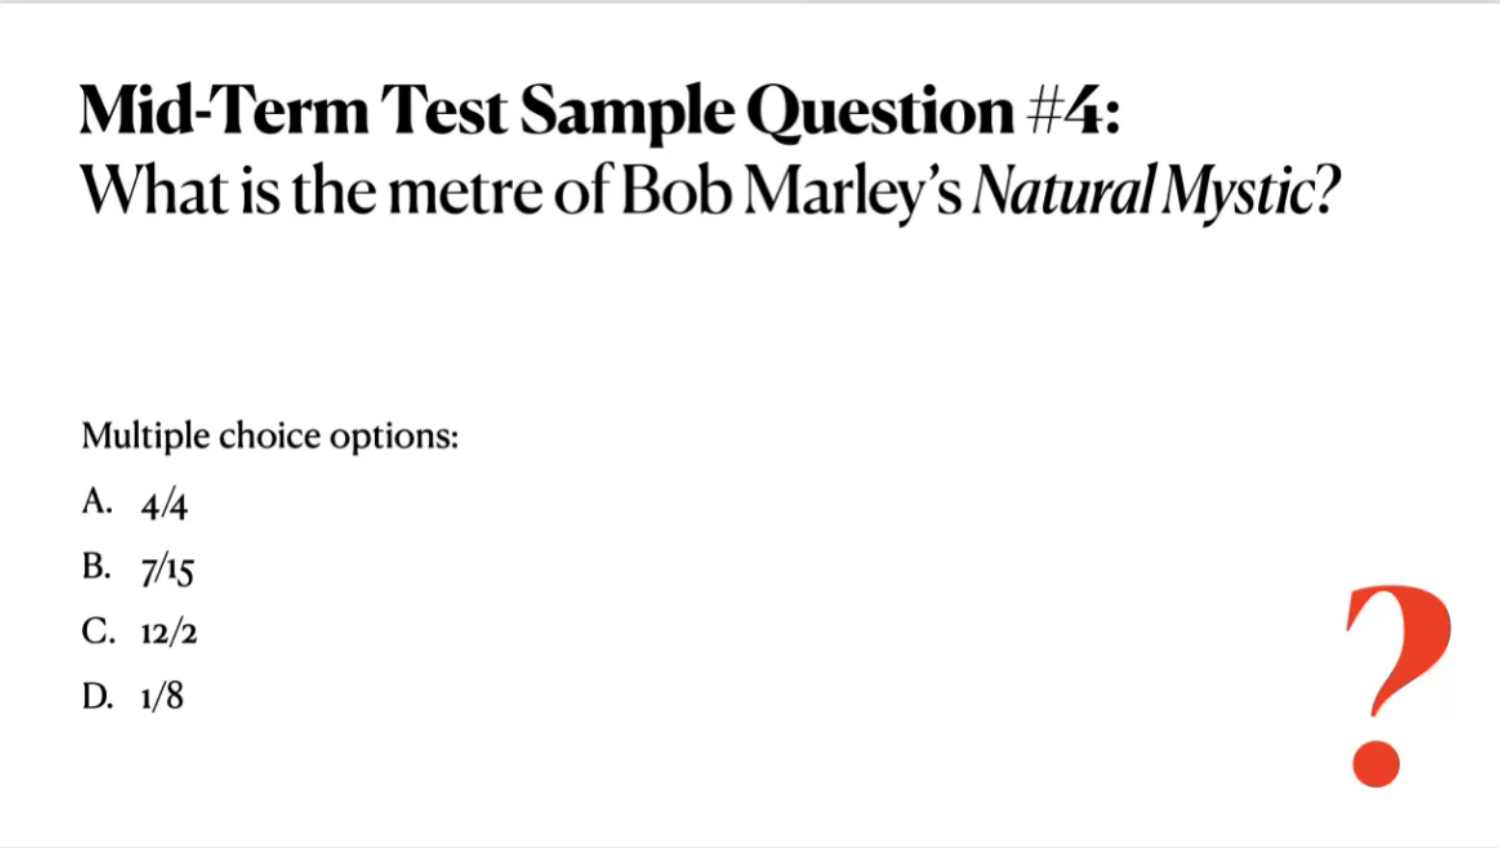 Mid-Term Test Sample Question #4:
What is the metre of Bob Marley’s Natural Mystic?
Multiple choice options:
A. 4/4
B. 7/15
C. 12/2
D. 1/8
?